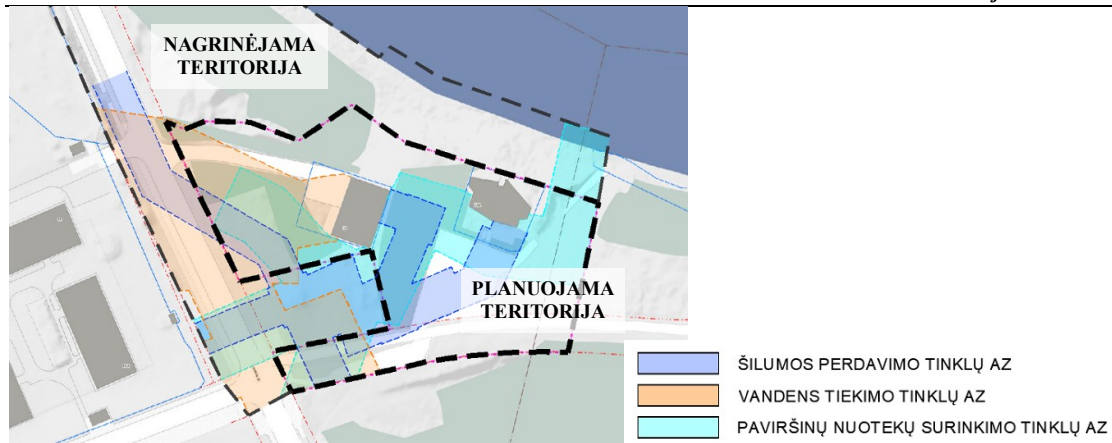 NAGRINĖJAMA
TERITORIJA
PLANUOJAMA
TERITORIJA
ŠILUMOS PERDAVIMO TINKLŲ AZ
VANDENS TIEKIMO TINKLŲ AZ
PAVIRŠINŲ NUOTEKŲ SURINKIMO TINKLŲ AZ